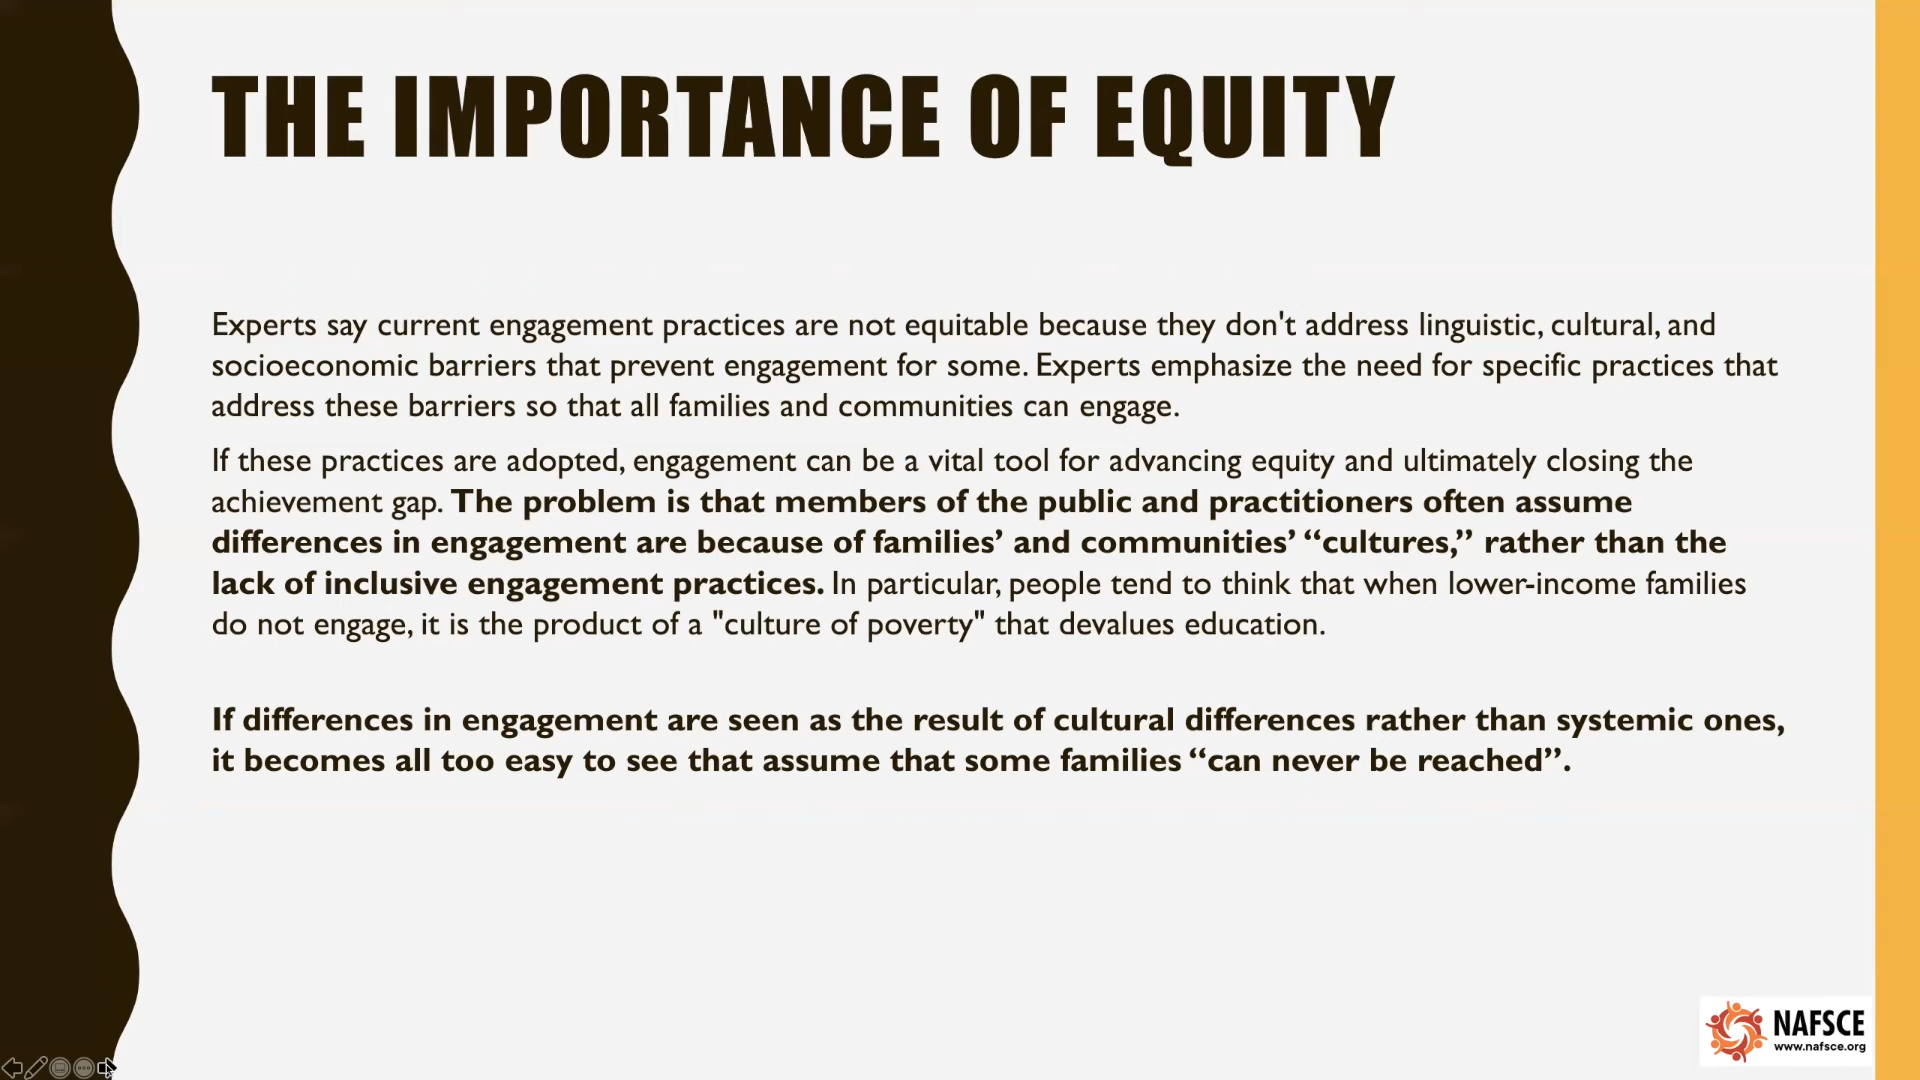 THE IMPORTANCE OF EQUITY
Experts say current engagement practices are not equitable because they don't address linguistic, cultural, and
socioeconomic barriers that prevent engagement for some. Experts emphasize the need for specific practices that
address these barriers so that all families and communities can engage.
If these practices are adopted, engagement can be a vital tool for advancing equity and ultimately closing the
achievement gap. The problem is that members of the public and practitioners often assume
differences in engagement are because of families’ and communities’ “cultures,” rather than the
lack of inclusive engagement practices. In particular, people tend to think that when lower-income families
do not engage, it is the product of a "culture of poverty" that devalues education.
If differences in engagement are seen as the result of cultural differences rather than systemic ones,
it becomes all too easy to see that assume that some families “can never be reached”.
NAFSCE
www.nafsce.org